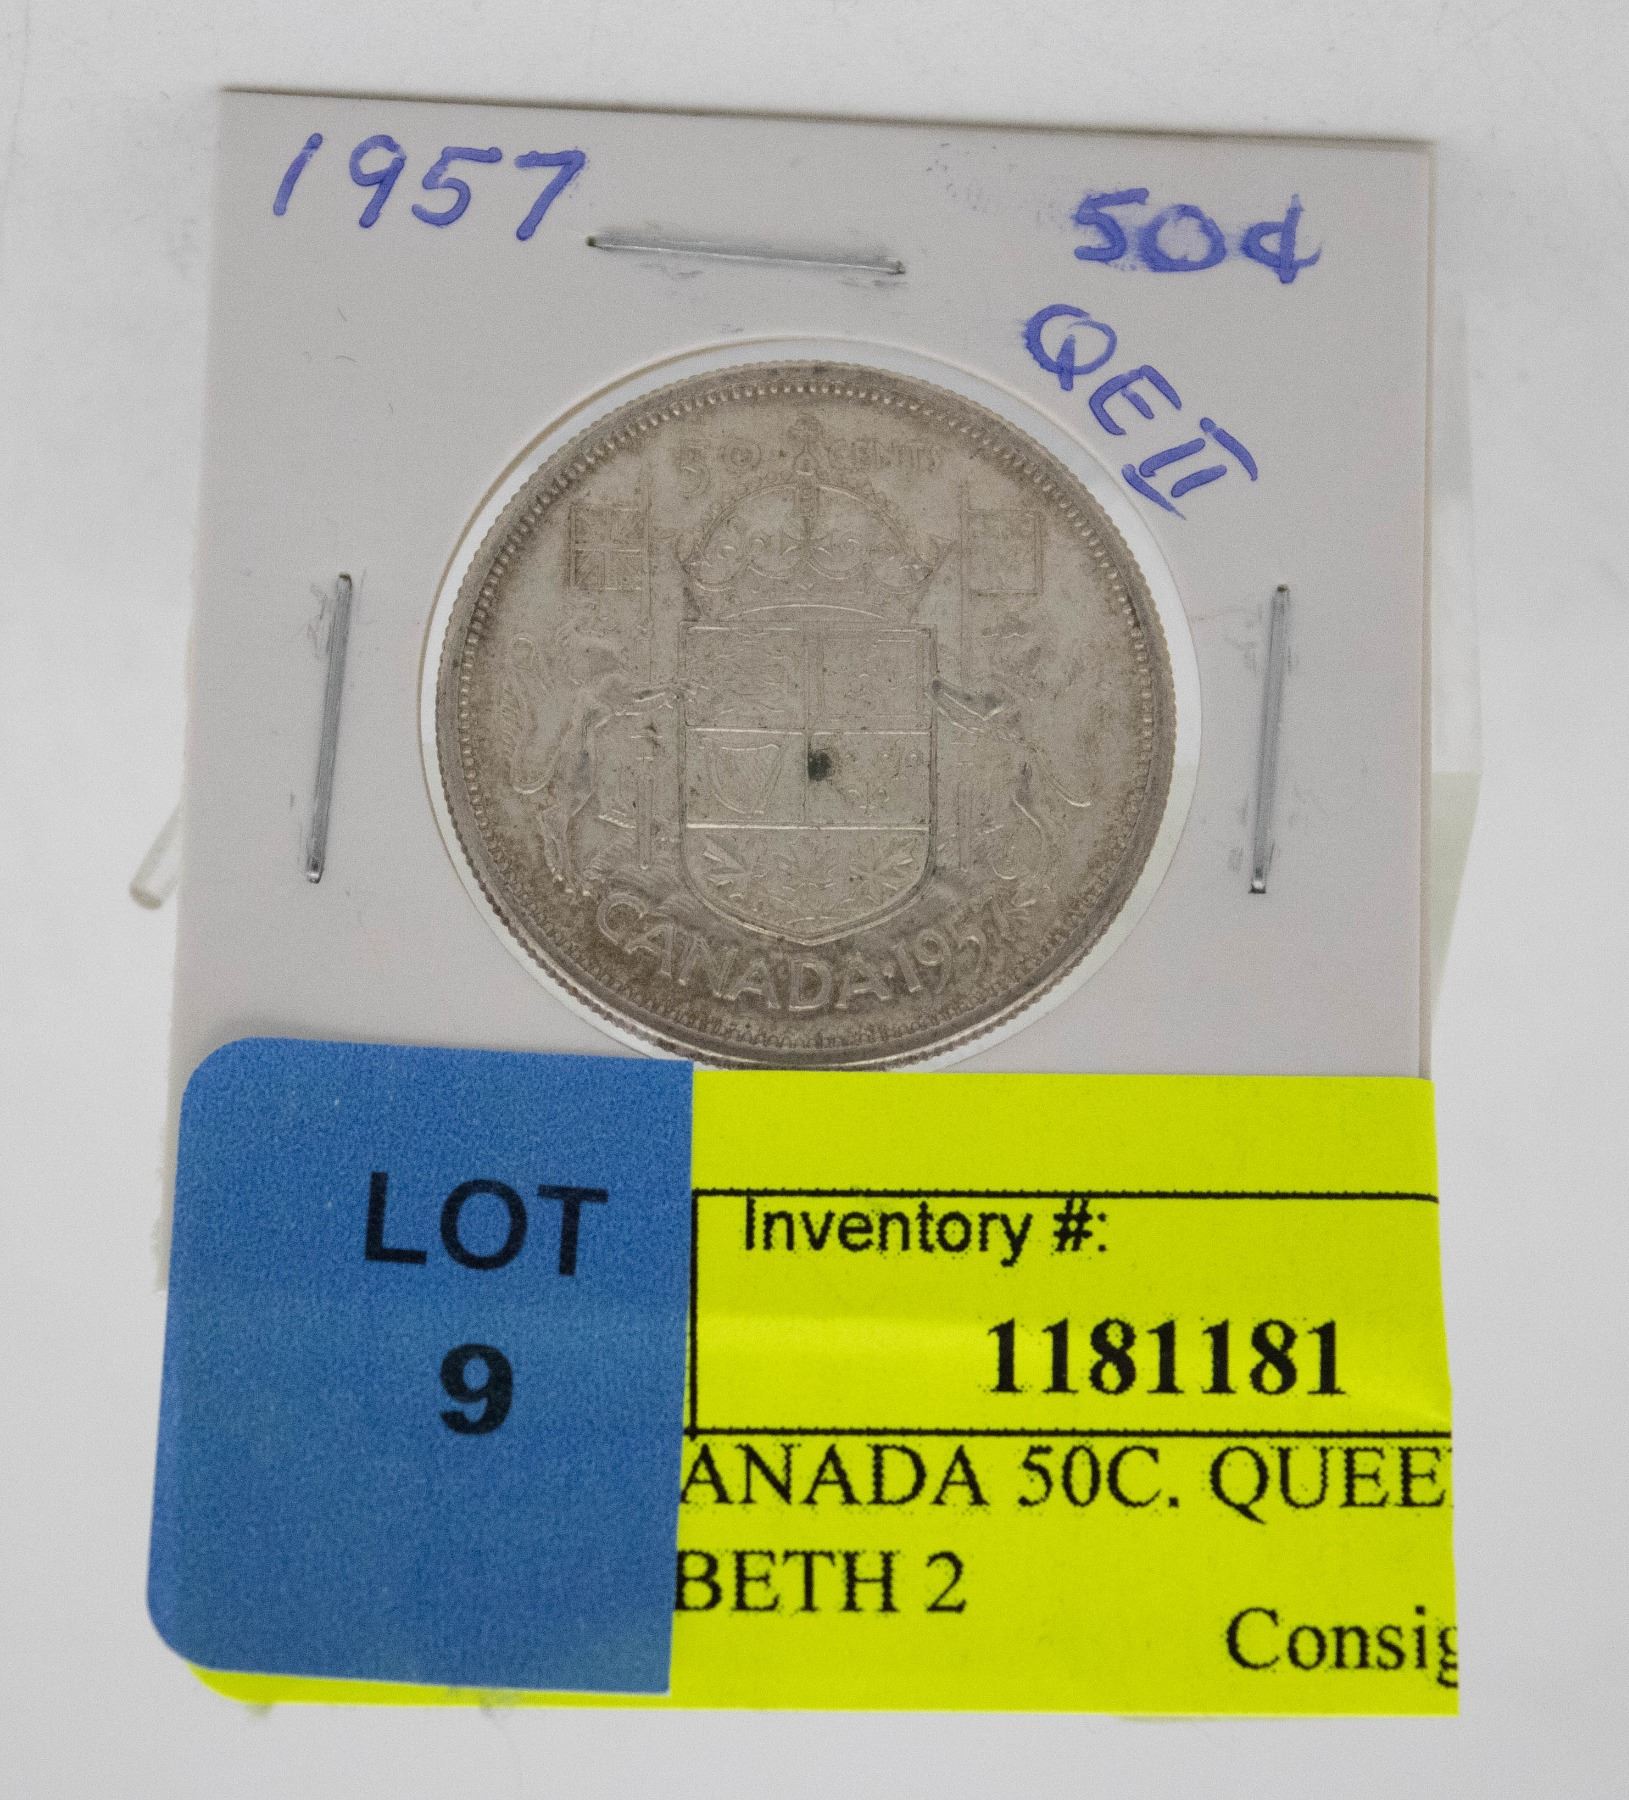 1957 50¢
QEII
50 CENTS
CANADA·1957
LOT
9
Inventory #:
1181181
ANADA 50C. QUEE
BETH 2
Consig